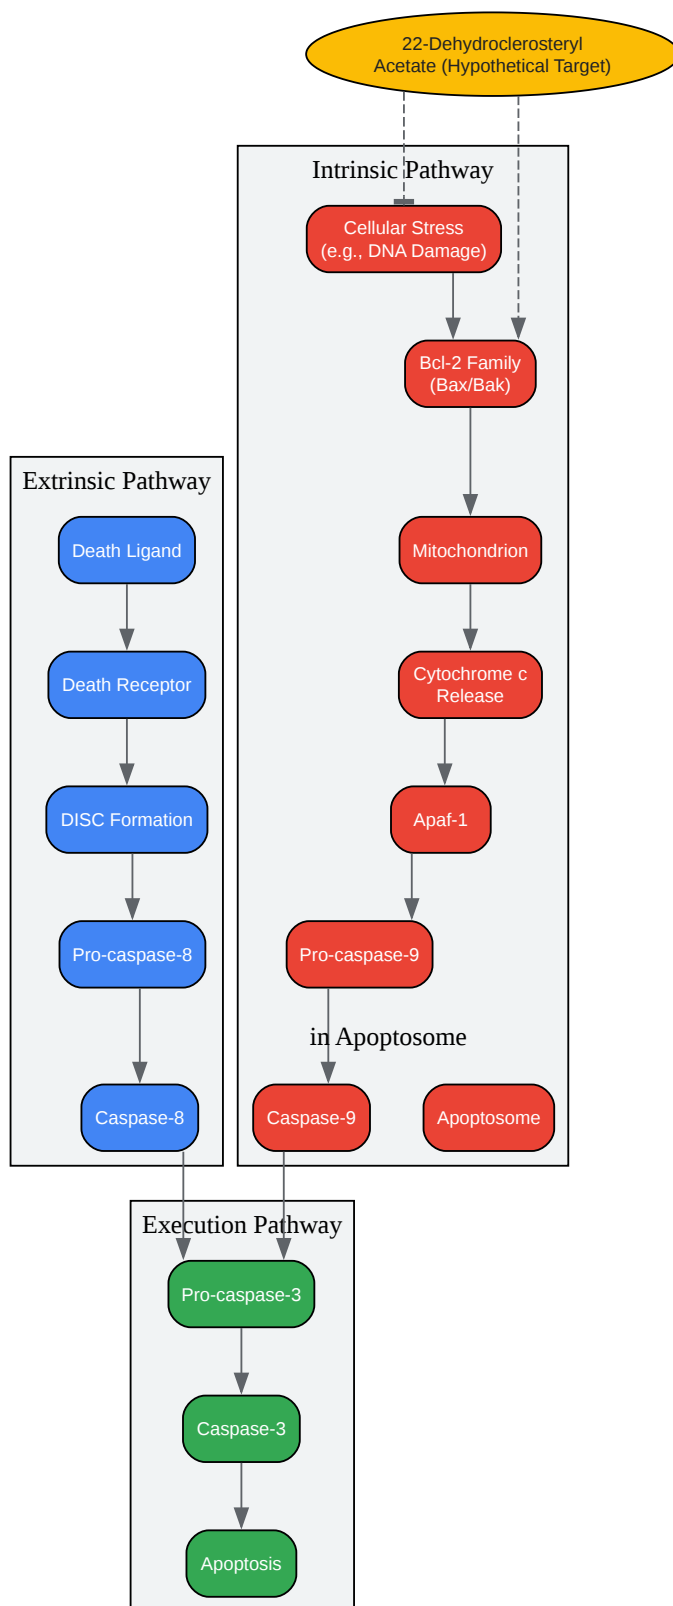 22-Dehydroclerosteryl
Acetate (Hypothetical Target)
Intrinsic Pathway
Cellular Stress
(e.g., DNA Damage)
Bcl-2 Family
(Bax/Bak)
Mitochondrion
Cytochrome c
Release
Apaf-1
Pro-caspase-9
in Apoptosome
Caspase-9
Apoptosome
Extrinsic Pathway
Death Ligand
Death Receptor
DISC Formation
Pro-caspase-8
Caspase-8
Execution Pathway
Pro-caspase-3
Caspase-3
Apoptosis